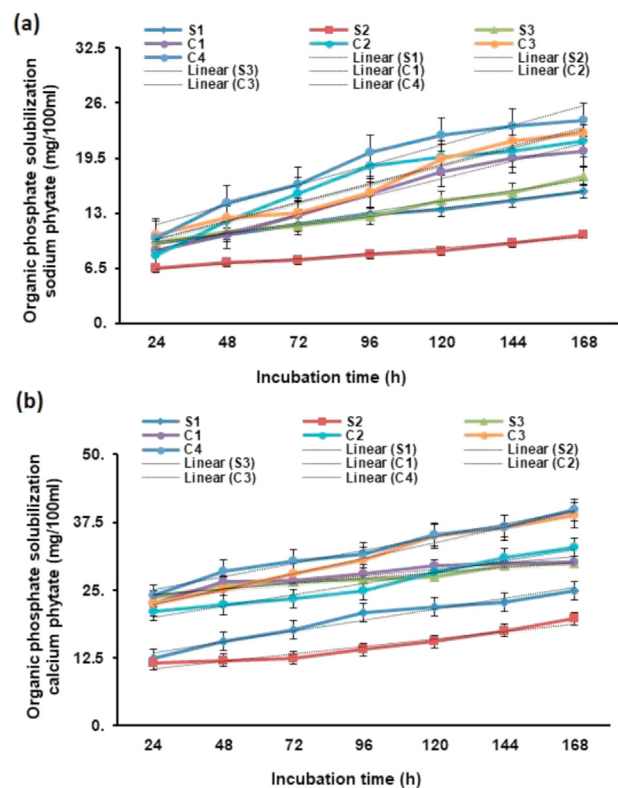 (a)
S1 S2 S3
C1 C2 C3
C4 Linear (S1) Linear (S2)
Linear (S3) Linear (C1) Linear (C2)
Linear (C3) Linear (C4)
Organic phosphate solubilization
sodium phytate (mg/100ml)
32.5
26.
19.5
13.
6.5
0.
24 48 72 96 120 144 168
Incubation time (h)
(b)
S1 S2 S3
C1 C2 C3
C4 Linear (S1) Linear (S2)
Linear (S3) Linear (C1) Linear (C2)
Linear (C3) Linear (C4)
Organic phosphate solubilization
calcium phytate (mg/100ml)
50.
37.5
25.
12.5
0.
24 48 72 96 120 144 168
Incubation time (h)